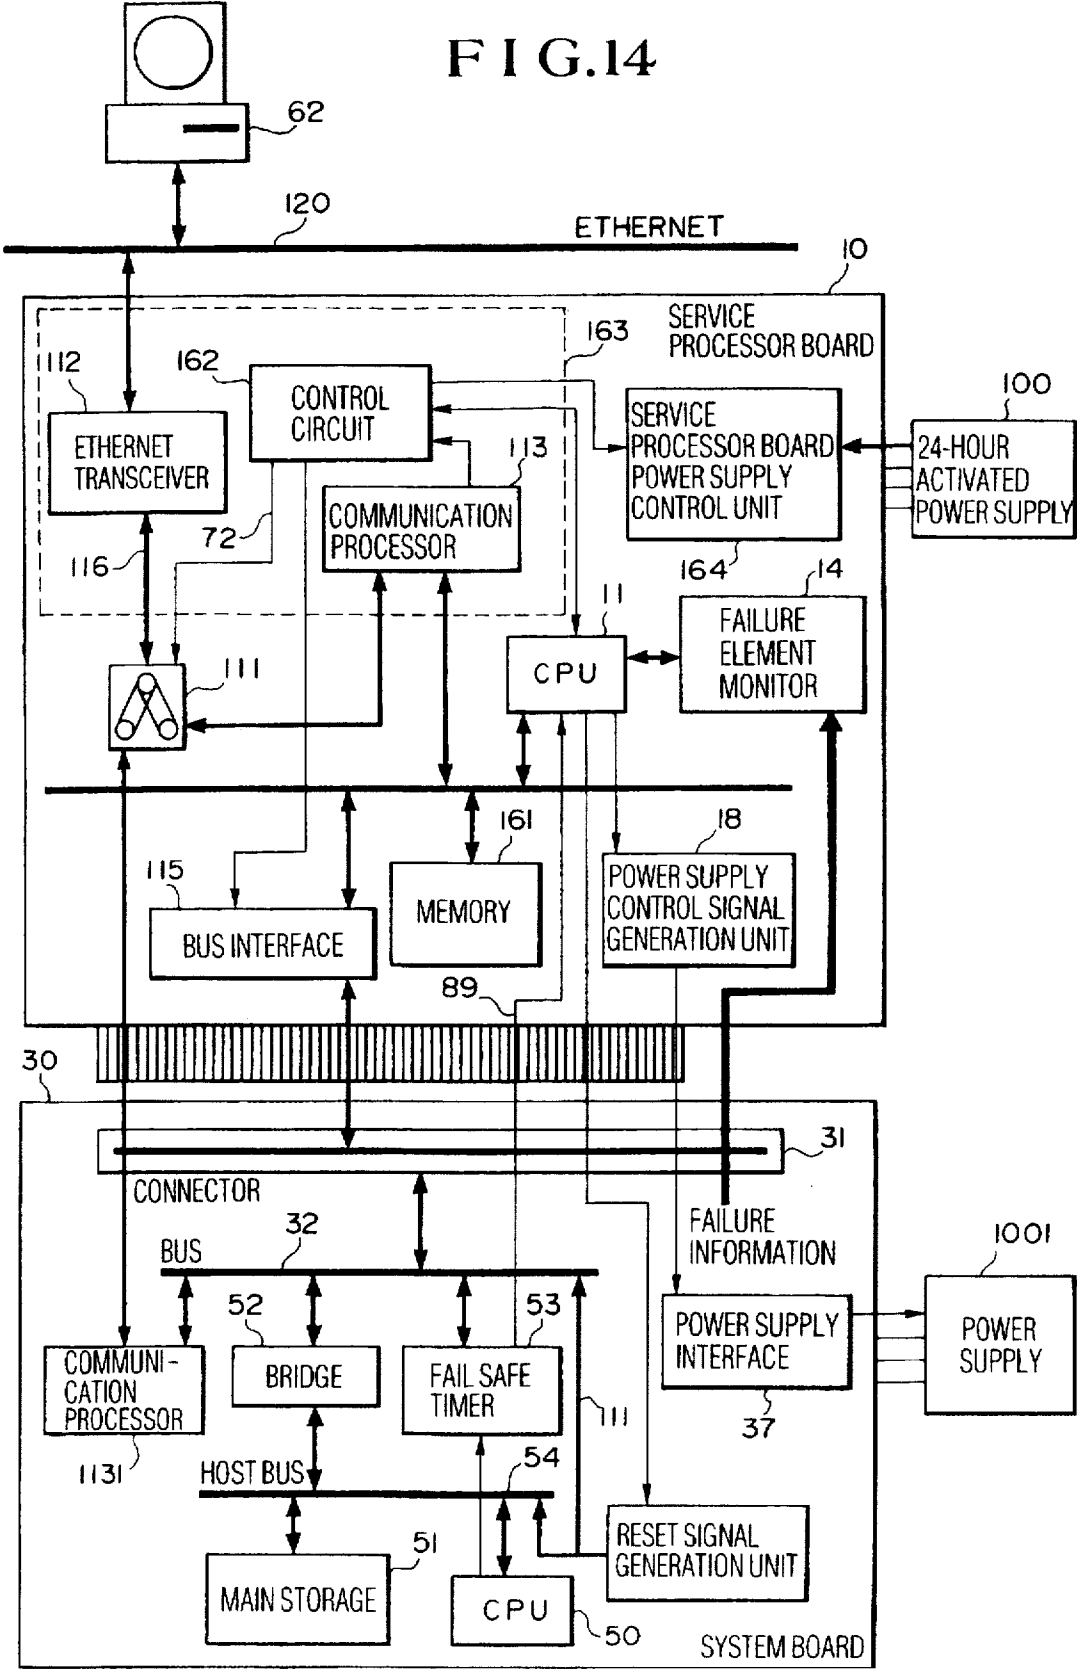 FIG.14
62
120
ETHERNET
10
SERVICE
PROCESSOR BOARD
163
112
162
CONTROL
CIRCUIT
ETHERNET
TRANSCEIVER
113
SERVICE
PROCESSOR BOARD
POWER SUPPLY
CONTROL UNIT
100
24-HOUR
ACTIVATED
POWER SUPPLY
72
COMMUNICATION
PROCESSOR
116
164
14
11
FAILURE
ELEMENT
MONITOR
CPU
111
161
18
115
MEMORY
POWER SUPPLY
CONTROL SIGNAL
GENERATION UNIT
BUS INTERFACE
89
30
31
CONNECTOR
FAILURE
INFORMATION
32
BUS
1001
52
53
COMMUNI-
CATION
PROCESSOR
BRIDGE
FAIL SAFE
TIMER
POWER SUPPLY
INTERFACE
POWER
SUPPLY
111
37
1131
HOST BUS
54
51
RESET SIGNAL
GENERATION UNIT
MAIN STORAGE
CPU
50
SYSTEM BOARD